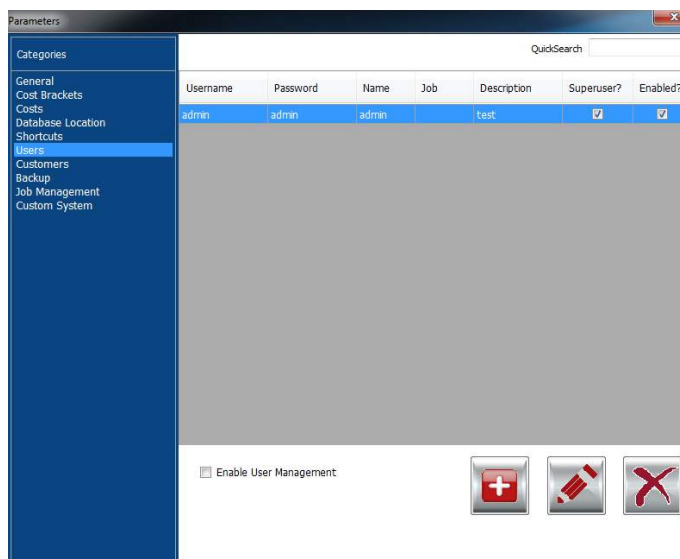 Parameters
Categories
General
Cost Brackets
Costs
Database Location
Shortcuts
Users
Customers
Backup
Job Management
Custom System
QuickSearch
Username Password Name Job Description Superuser? Enabled?
admin admin admin test
Enable User Management